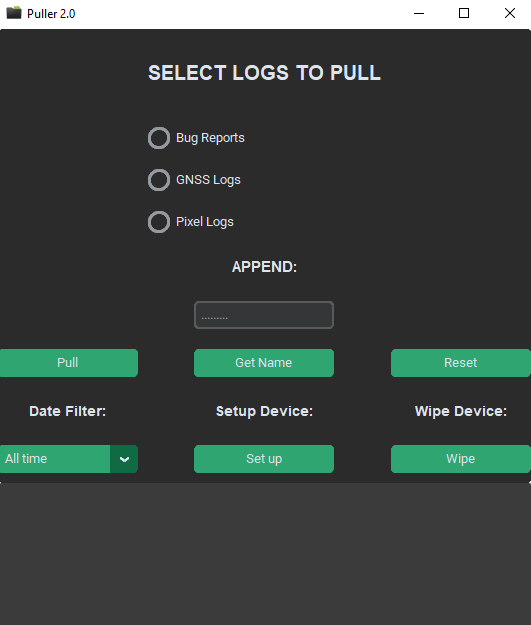 Puller 2.0
SELECT LOGS TO PULL
Bug Reports
GNSS Logs
Pixel Logs
APPEND:
.........
Pull Get Name Reset
Date Filter: Setup Device: Wipe Device:
All time Set up Wipe